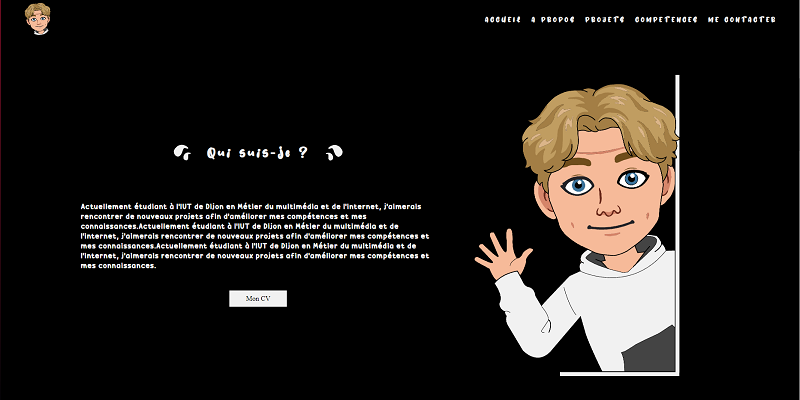 ACCUEIL A PROPOS PROJETS COMPETENCES ME CONTACTER
Qui suis-je ?
Actuellement étudiant à l'IUT de Dijon en Métier du multimédia et de l'Internet, j'aimerais
rencontrer de nouveaux projets afin d'améliorer mes compétences et mes
connaissances.Actuellement étudiant à l'IUT de Dijon en Métier du multimédia et de
l'Internet, j'aimerais rencontrer de nouveaux projets afin d'améliorer mes compétences et
mes connaissances.Actuellement étudiant à l'IUT de Dijon en Métier du multimédia et de
l'Internet, j'aimerais rencontrer de nouveaux projets afin d'améliorer mes compétences et
mes connaissances.
Mon CV